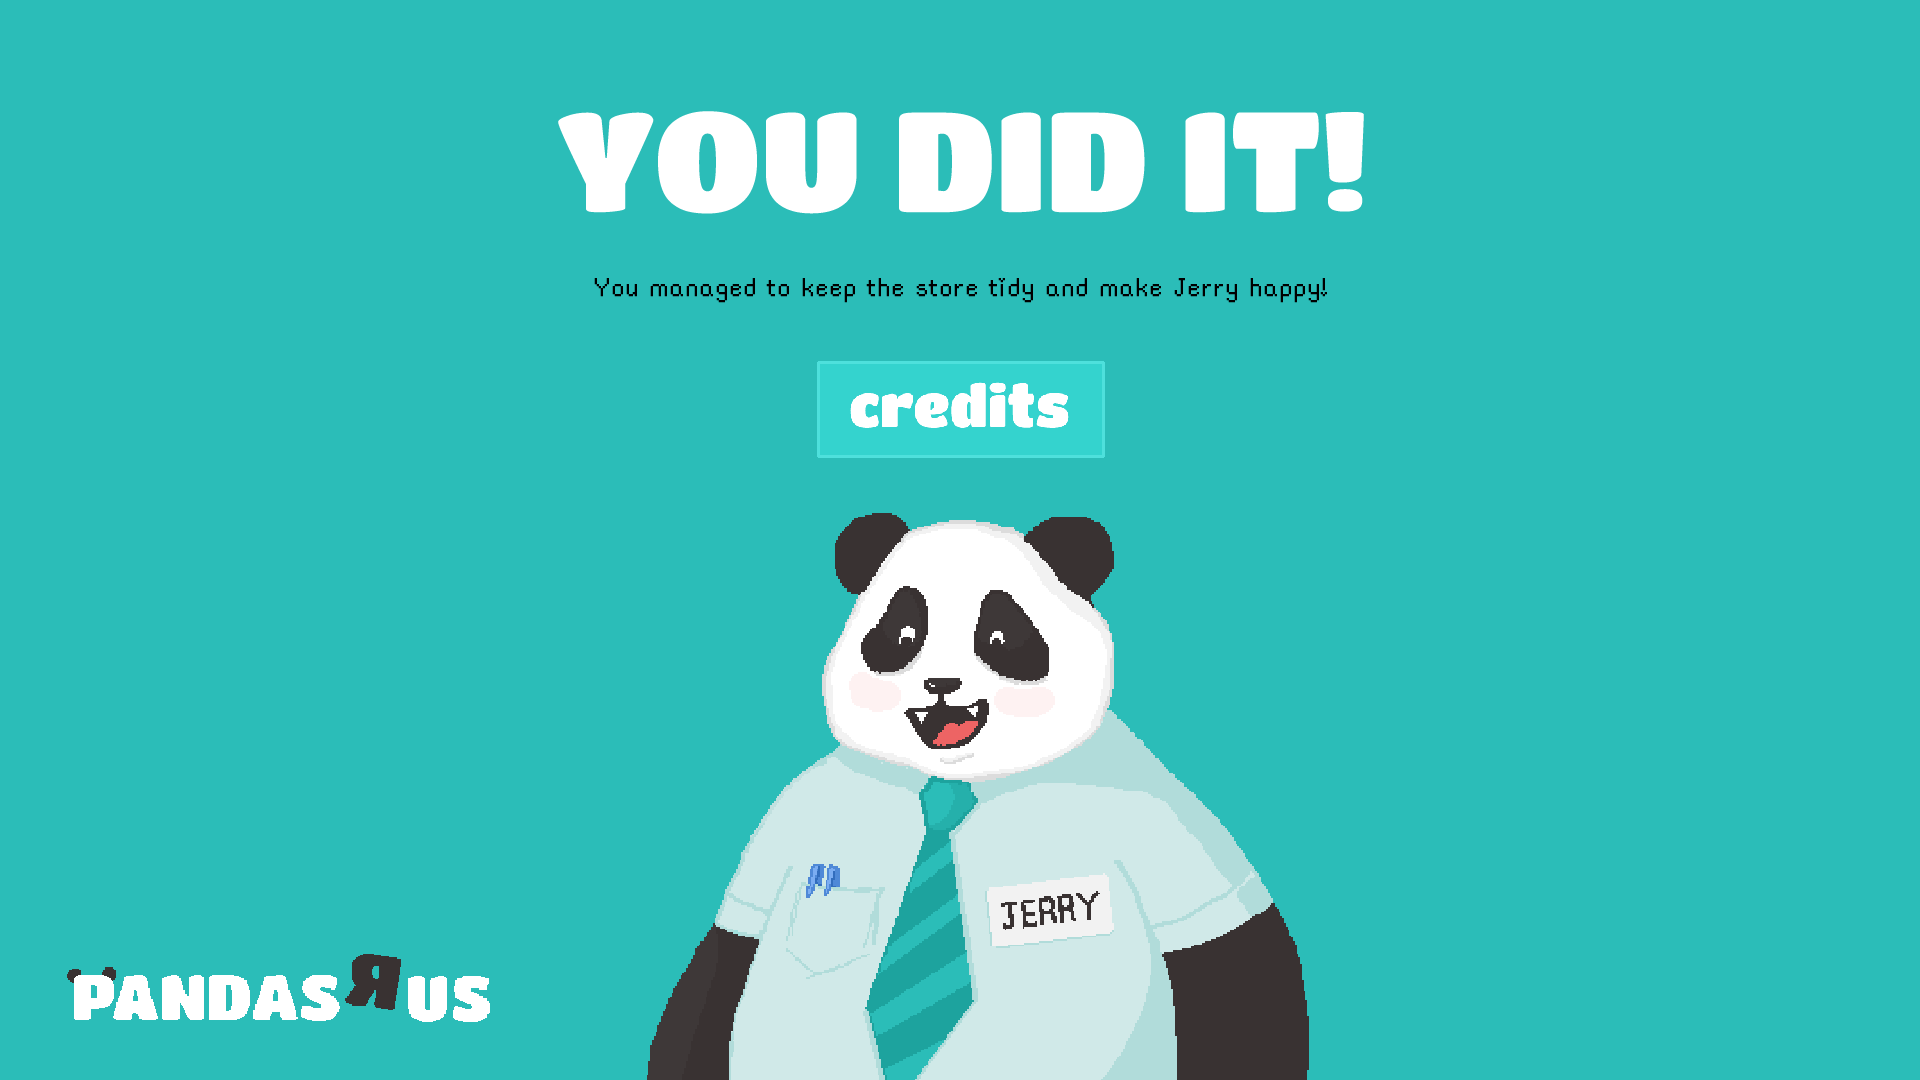 YOU DID IT!
You managed to keep the store tidy and make Jerry happy!
credits
JERRY
PANDAS R US